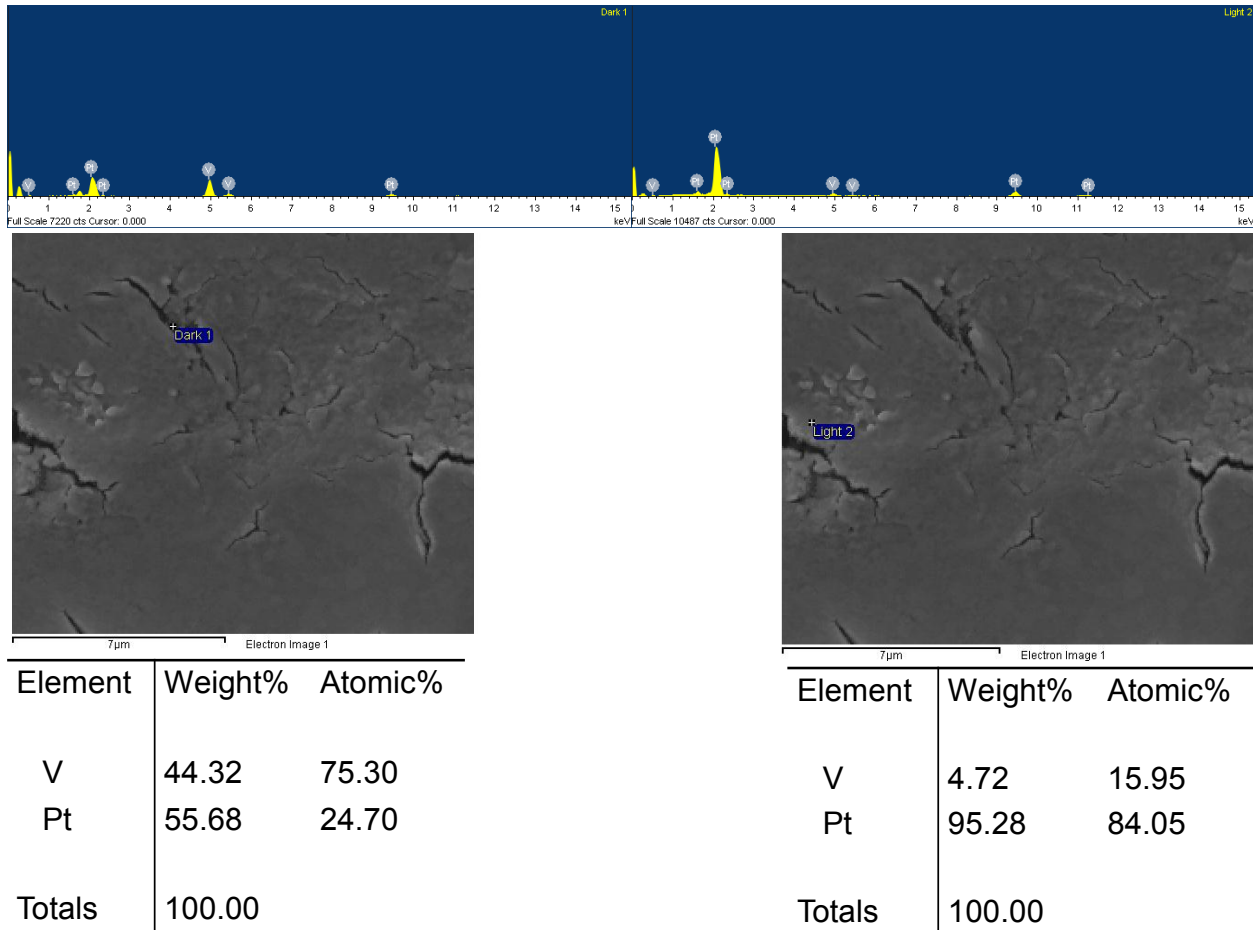 Dark 1
V Pt Pt Pt V V Pt
0 1 2 3 4 5 6 7 8 9 10 11 12 13 14 15
Full Scale 7220 cts Cursor: 0.000 keV
Light 2
V Pt Pt Pt V V Pt Pt
1 2 3 4 5 6 7 8 9 10 11 12 13 14 15
Full Scale 10487 cts Cursor: 0.000 keV
Dark 1
7µm Electron Image 1
Element Weight% Atomic%
V 44.32 75.30
Pt 55.68 24.70
Totals 100.00
Light 2
7µm Electron Image 1
Element Weight% Atomic%
V 4.72 15.95
Pt 95.28 84.05
Totals 100.00